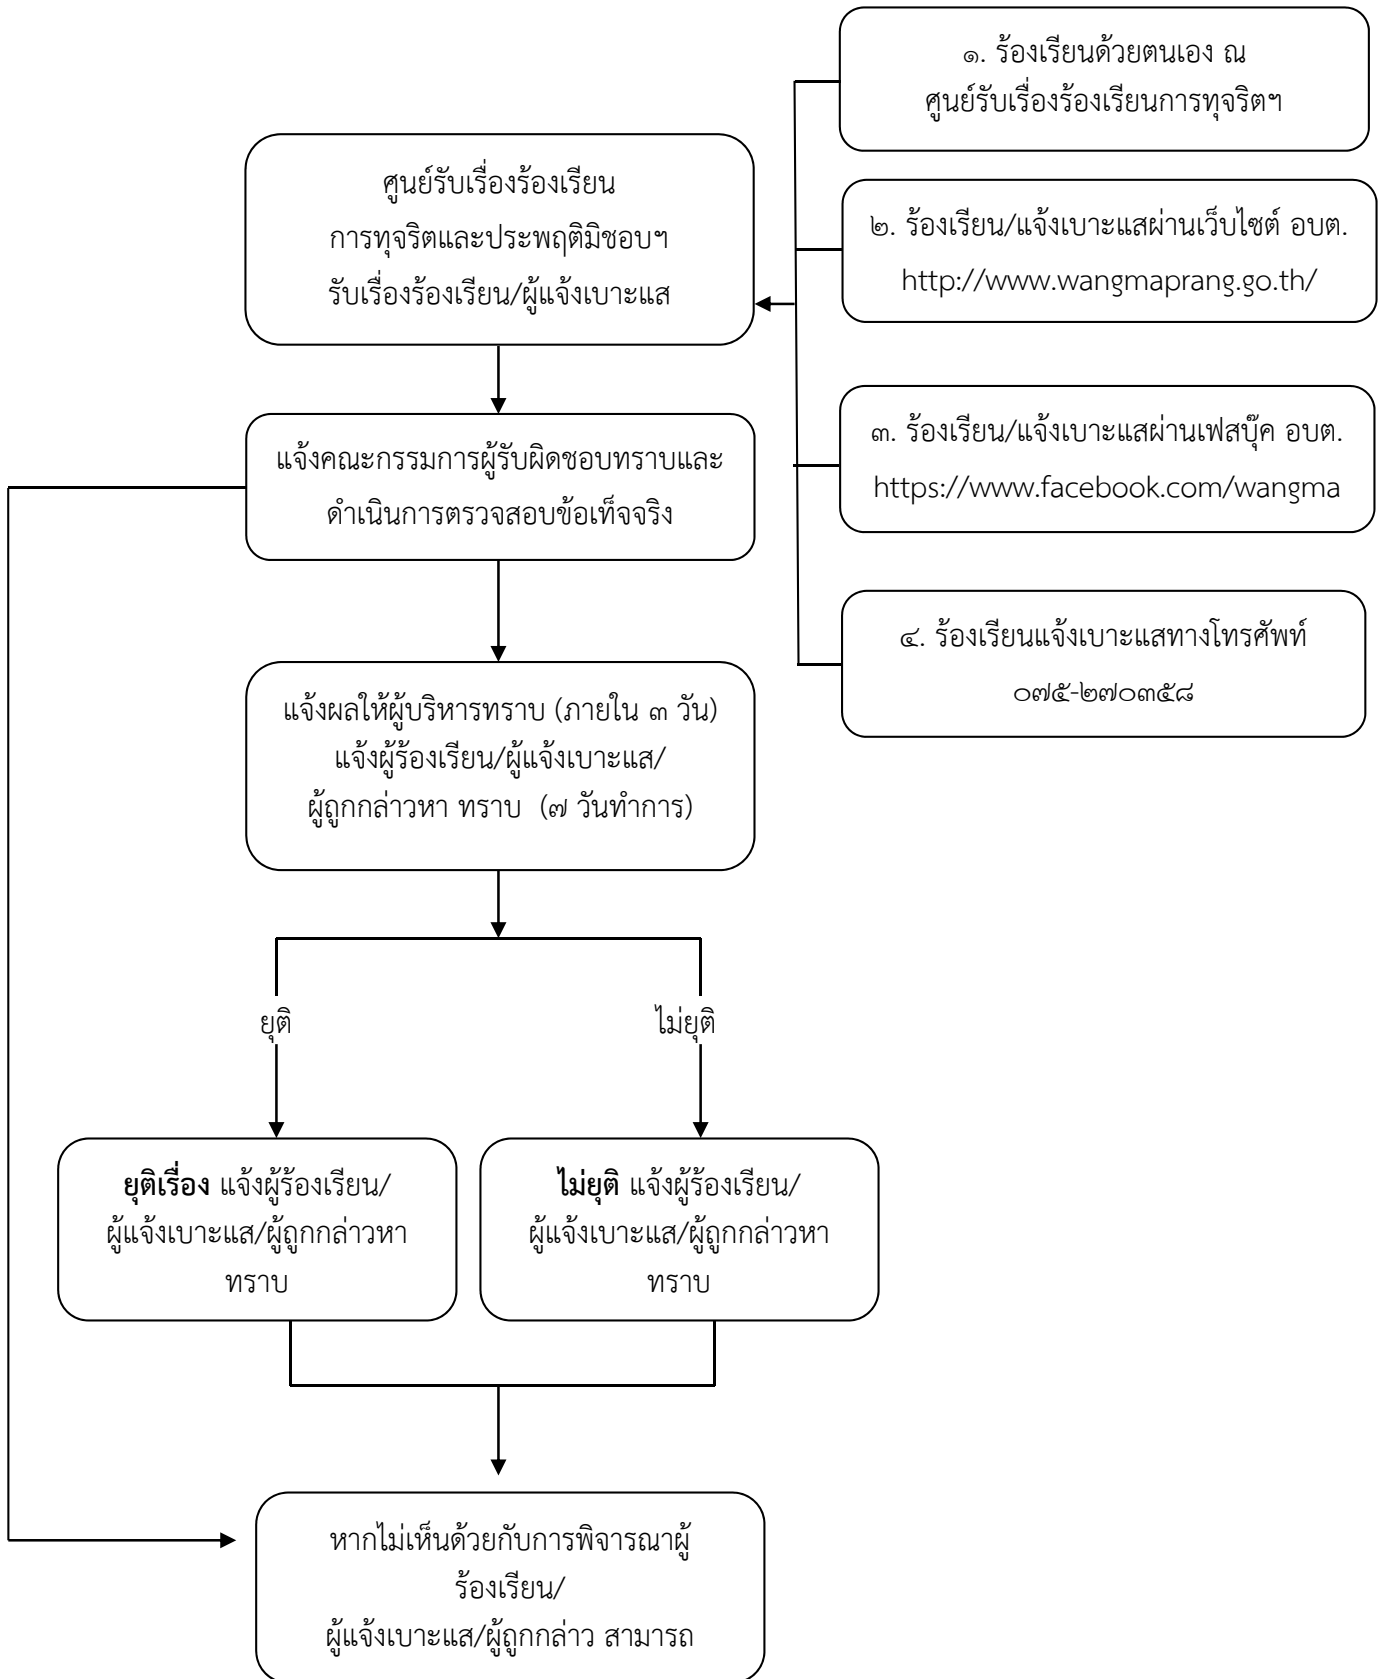 ๑. ร้องเรียนด้วยตนเอง ณ
ศูนย์รับเรื่องร้องเรียนการทุจริตฯ
ศูนย์รับเรื่องร้องเรียน
การทุจริตและประพฤติมิชอบฯ
รับเรื่องร้องเรียน/ผู้แจ้งเบาะแส
๒. ร้องเรียน/แจ้งเบาะแสผ่านเว็บไซต์ อบต.
http://www.wangmaprang.go.th/
๓. ร้องเรียน/แจ้งเบาะแสผ่านเฟสบุ๊ค อบต.
https://www.facebook.com/wangma
แจ้งคณะกรรมการผู้รับผิดชอบทราบและ
ดำเนินการตรวจสอบข้อเท็จจริง
๔. ร้องเรียนแจ้งเบาะแสทางโทรศัพท์
๐๗๕-๒๗๐๓๕๘
แจ้งผลให้ผู้บริหารทราบ (ภายใน ๓ วัน)
แจ้งผู้ร้องเรียน/ผู้แจ้งเบาะแส/
ผู้ถูกกล่าวหา ทราบ (๗ วันทำการ)
ยุติ
ไม่ยุติ
ยุติเรื่อง แจ้งผู้ร้องเรียน/
ผู้แจ้งเบาะแส/ผู้ถูกกล่าวหา
ทราบ
ไม่ยุติ แจ้งผู้ร้องเรียน/
ผู้แจ้งเบาะแส/ผู้ถูกกล่าวหา
ทราบ
หากไม่เห็นด้วยกับการพิจารณาผู้
ร้องเรียน/
ผู้แจ้งเบาะแส/ผู้ถูกกล่าว สามารถ